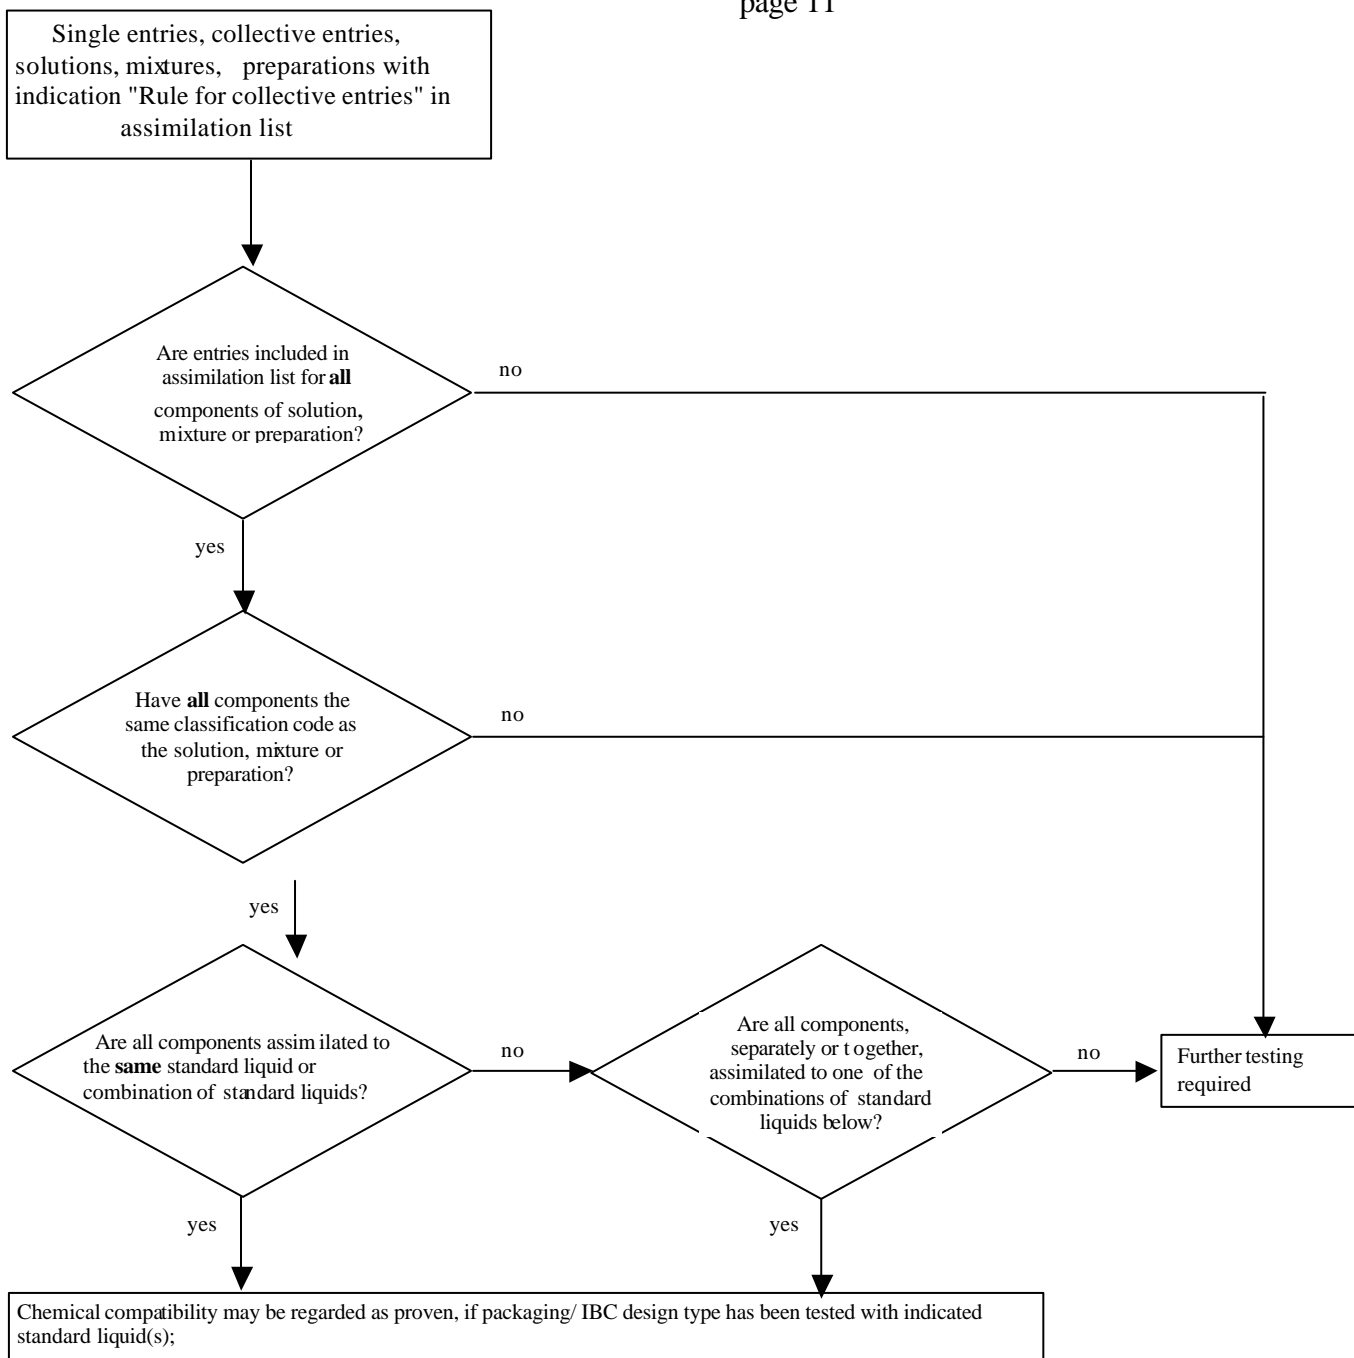 page 11
Single entries, collective entries,
solutions, mixtures, preparations with
indication "Rule for collective entries" in
assimilation list
Are entries included in
assimilation list for all
components of solution,
mixture or preparation?
no
yes
Have all components the
same classification code as
the solution, mixture or
preparation?
no
yes
Are all components assimilated to
the same standard liquid or
combination of standard liquids?
no
Are all components,
separately or together,
assimilated to one of the
combinations of standard
liquids below?
no
Further testing
required
yes
yes
Chemical compatibility may be regarded as proven, if packaging/ IBC design type has been tested with indicated
standard liquid(s);